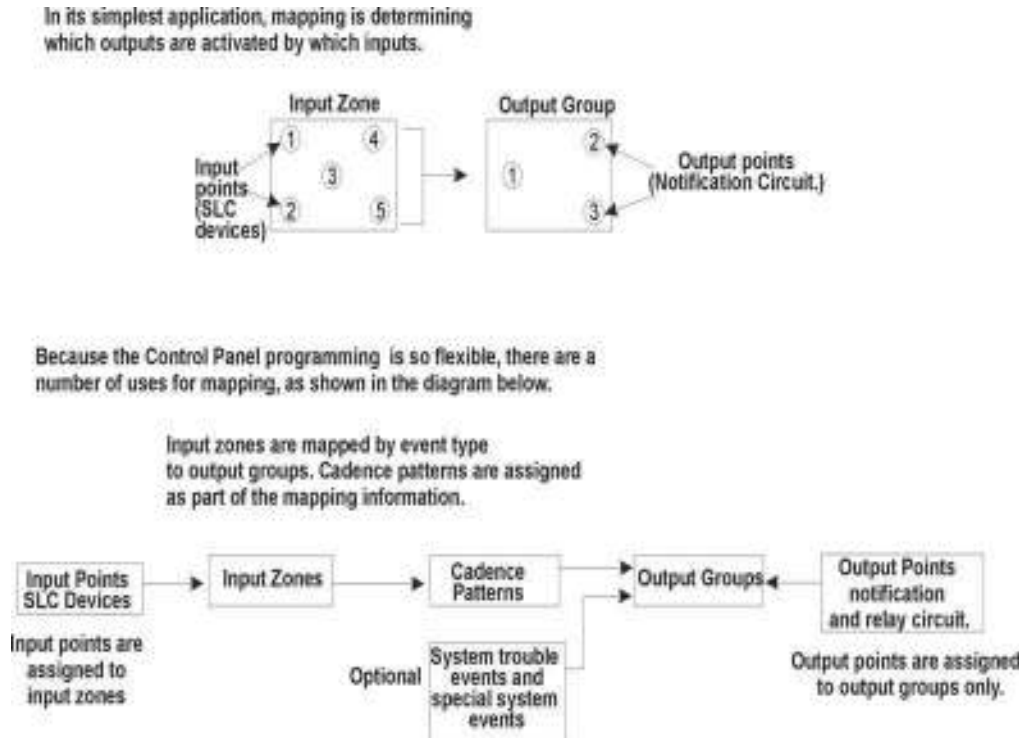 In its simplest application, mapping is determining
which outputs are activated by which inputs.
Input Zone
Output Group
1
4
3
2
5
Input
points
(SLC
devices)
2
1
3
Output points
(Notification Circuit.)
Because the Control Panel programming is so flexible, there are a
number of uses for mapping, as shown in the diagram below.
Input zones are mapped by event type
to output groups. Cadence patterns are assigned
as part of the mapping information.
Input Points
SLC Devices
Input Zones
Cadence
Patterns
Output Groups
Output Points
notification
and relay circuit.
Input points are
assigned to
input zones
Optional
System trouble
events and
special system
events
Output points are assigned
to output groups only.